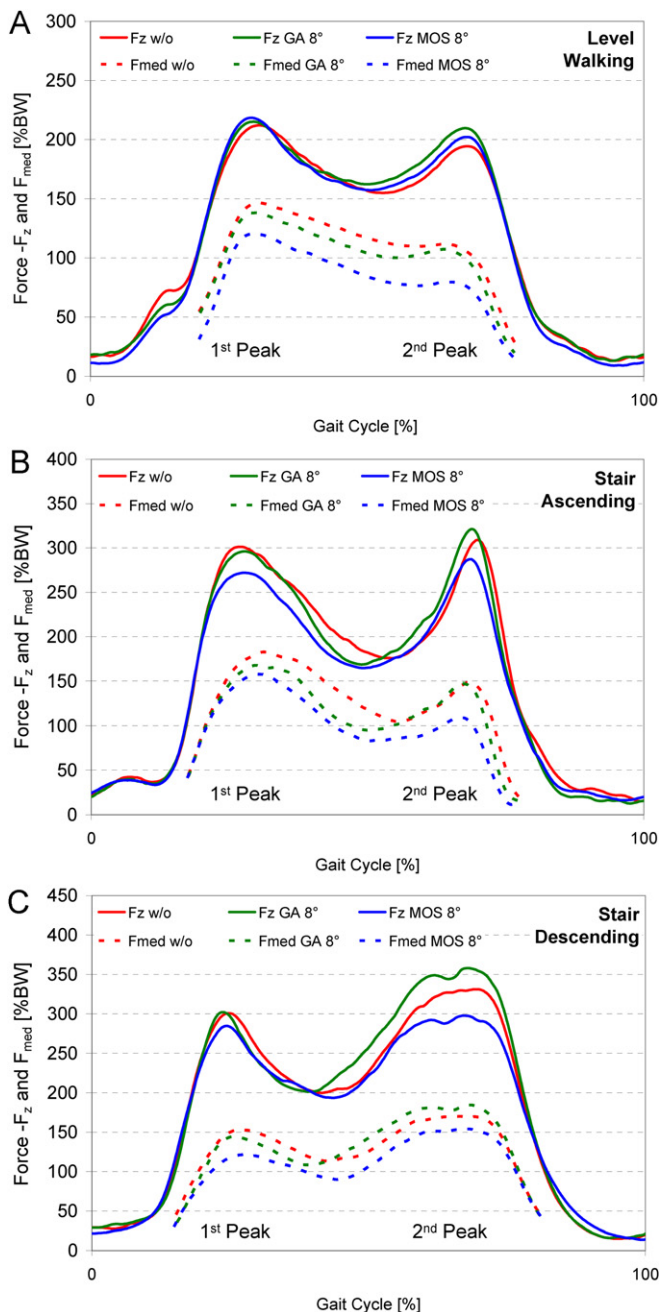 A
Level
Walking
Fz w/o Fz GA 8° Fz MOS 8°
Fmed w/o Fmed GA 8° Fmed MOS 8°
Force -Fz and Fmed [%BW]
300
250
200
150
100
50
0
1st Peak 2nd Peak
0 100
Gait Cycle [%]
B
Stair
Ascending
Fz w/o Fz GA 8° Fz MOS 8°
Fmed w/o Fmed GA 8° Fmed MOS 8°
Force -Fz and Fmed [%BW]
400
350
300
250
200
150
100
50
0
1st Peak 2nd Peak
0 100
Gait Cycle [%]
C
Stair
Descending
Fz w/o Fz GA 8° Fz MOS 8°
Fmed w/o Fmed GA 8° Fmed MOS 8°
Force -Fz and Fmed [%BW]
450
400
350
300
250
200
150
100
50
0
1st Peak 2nd Peak
0 100
Gait Cycle [%]